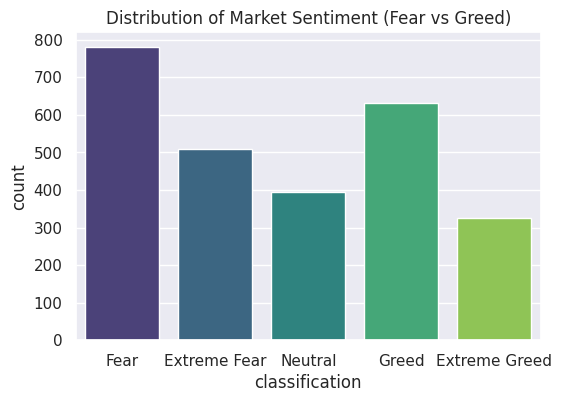 Distribution of Market Sentiment (Fear vs Greed)
count
800
700
600
500
400
300
200
100
0
Fear Extreme Fear Neutral Greed Extreme Greed
classification